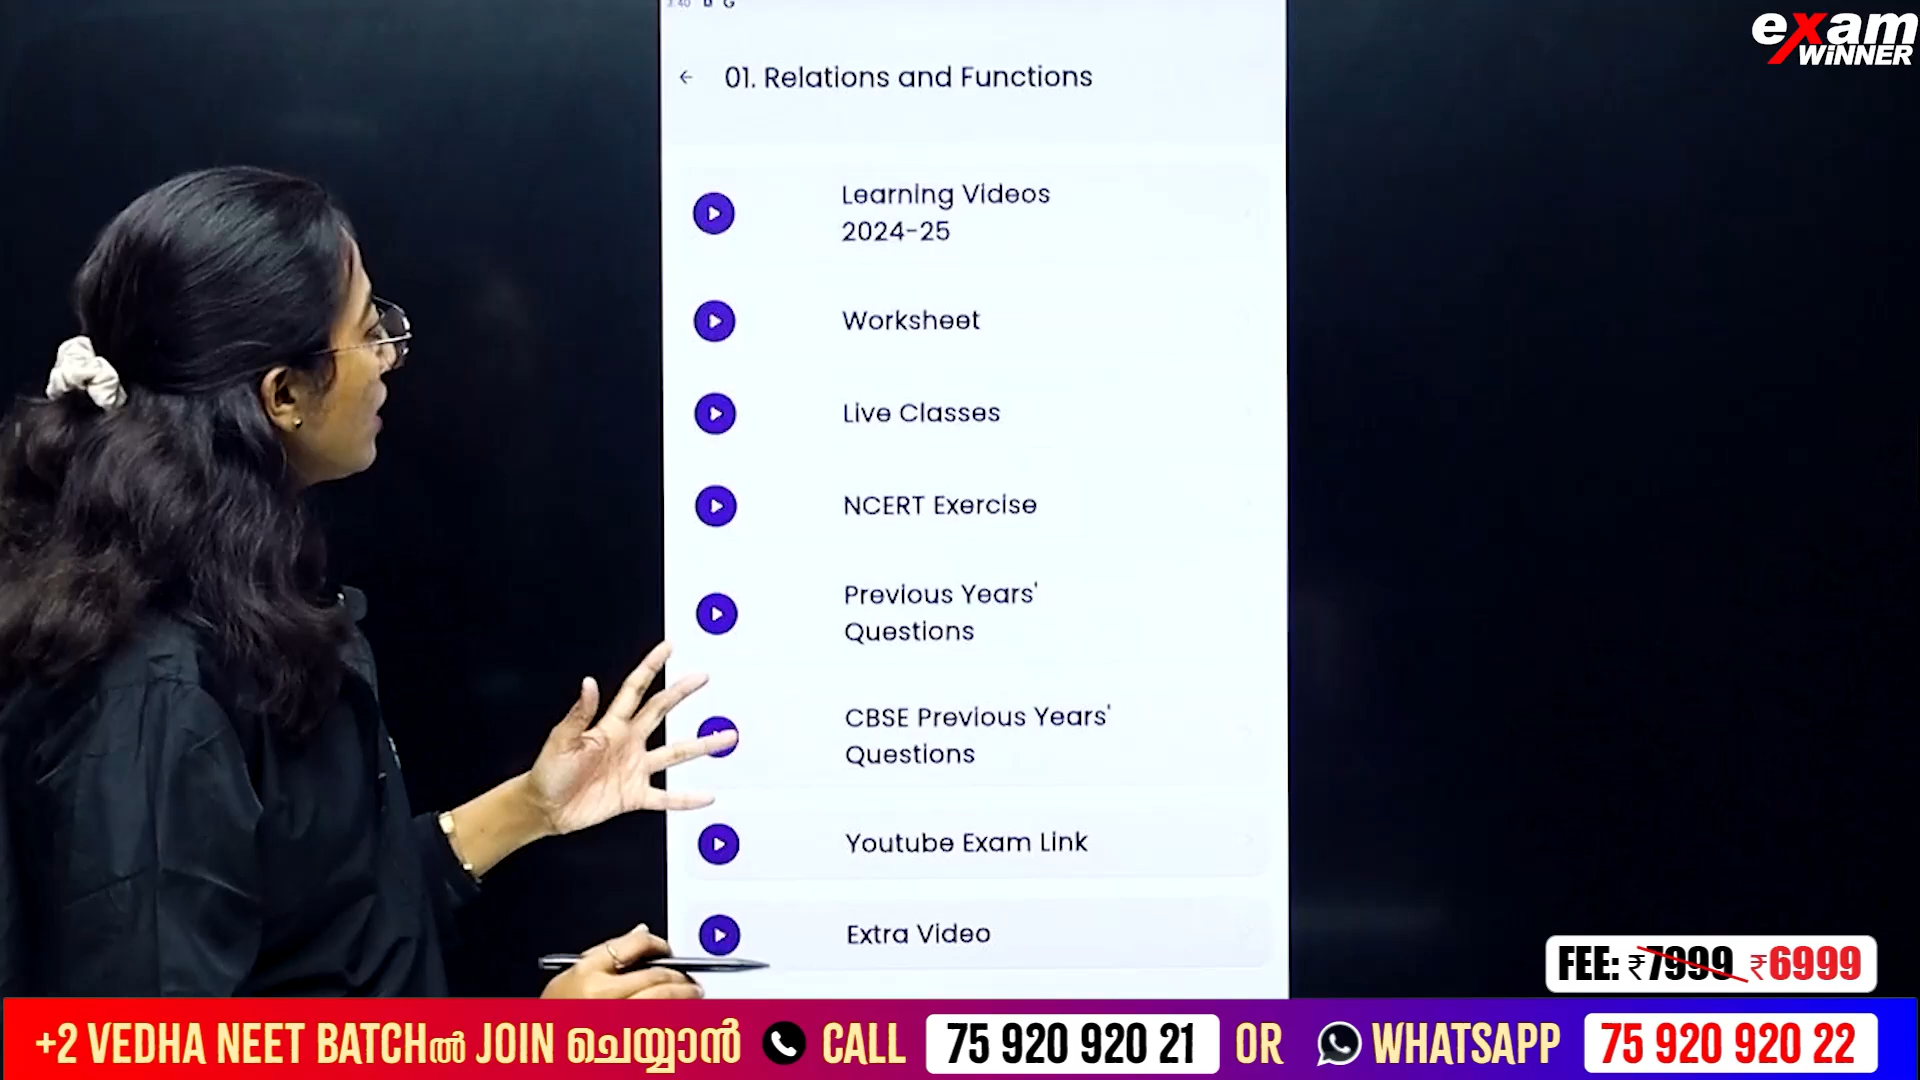 exam
WiNNER
01. Relations and Functions
Learning Videos
2024-25
Worksheet
Live Classes
NCERT Exercise
Previous Years'
Questions
CBSE Previous Years'
Questions
Youtube Exam Link
Extra Video
FEE: ₹7999 ₹6999
+2 VEDHA NEET BATCHൽ JOIN ചെയ്യാൻ CALL 75 920 920 21 OR WHATSAPP 75 920 920 22